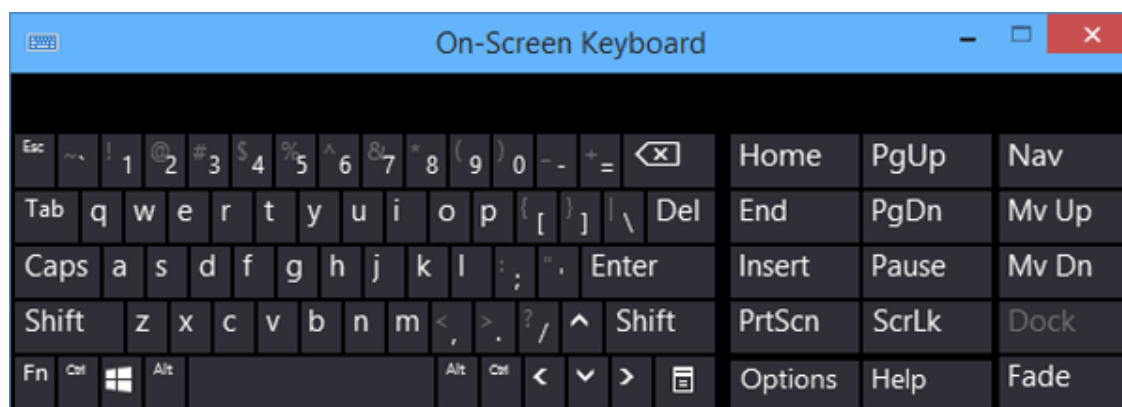 On-Screen Keyboard
Esc ~ ` ! 1 @ 2 # 3 $ 4 % 5 ^ 6 & 7 * 8 ( 9 ) 0 _ - + = Home PgUp Nav
Tab q w e r t y u i o p { [ } ] | \ Del End PgDn Mv Up
Caps a s d f g h j k l : ; " ' Enter Insert Pause Mv Dn
Shift z x c v b n m < , > . ? / ^ Shift PrtScn ScrLk Dock
Fn Ctrl Alt Alt Ctrl Options Help Fade